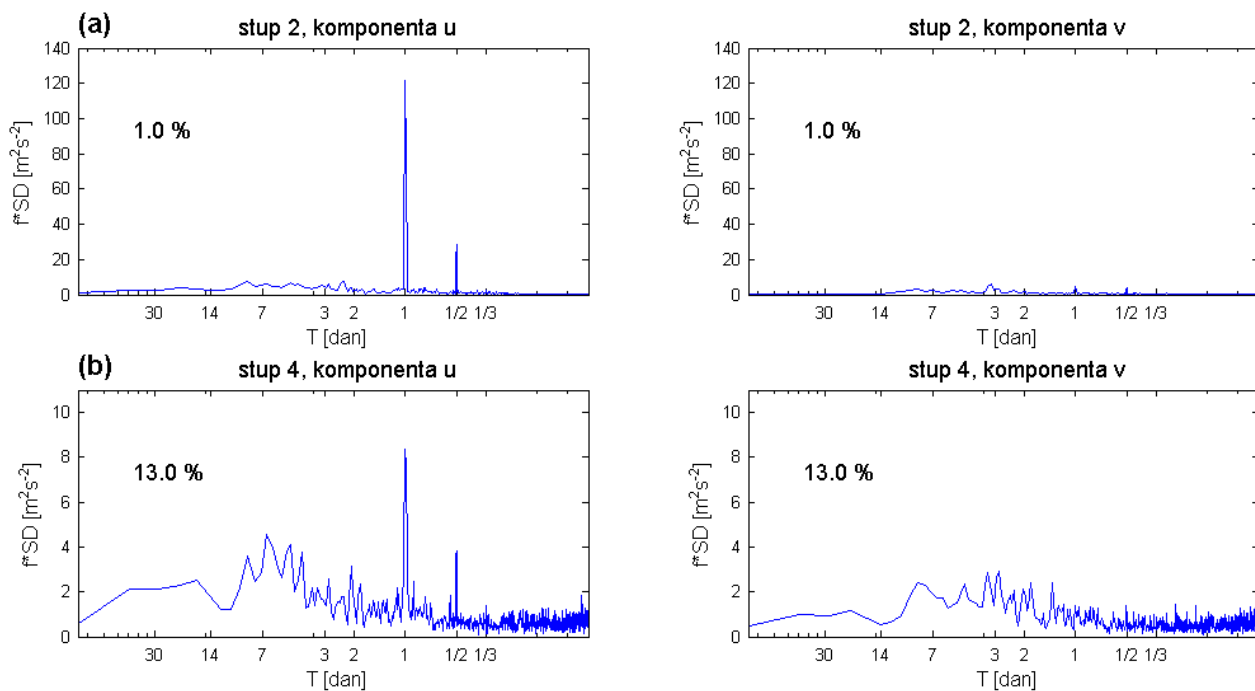 (a)
stup 2, komponenta u
140
120
100
80
60
40
20
0
f*SD [m²s⁻²]
1.0 %
30 14 7 3 2 1 1/2 1/3
T [dan]
stup 2, komponenta v
140
120
100
80
60
40
20
0
f*SD [m²s⁻²]
1.0 %
30 14 7 3 2 1 1/2 1/3
T [dan]
(b)
stup 4, komponenta u
10
8
6
4
2
0
f*SD [m²s⁻²]
13.0 %
30 14 7 3 2 1 1/2 1/3
T [dan]
stup 4, komponenta v
10
8
6
4
2
0
f*SD [m²s⁻²]
13.0 %
30 14 7 3 2 1 1/2 1/3
T [dan]